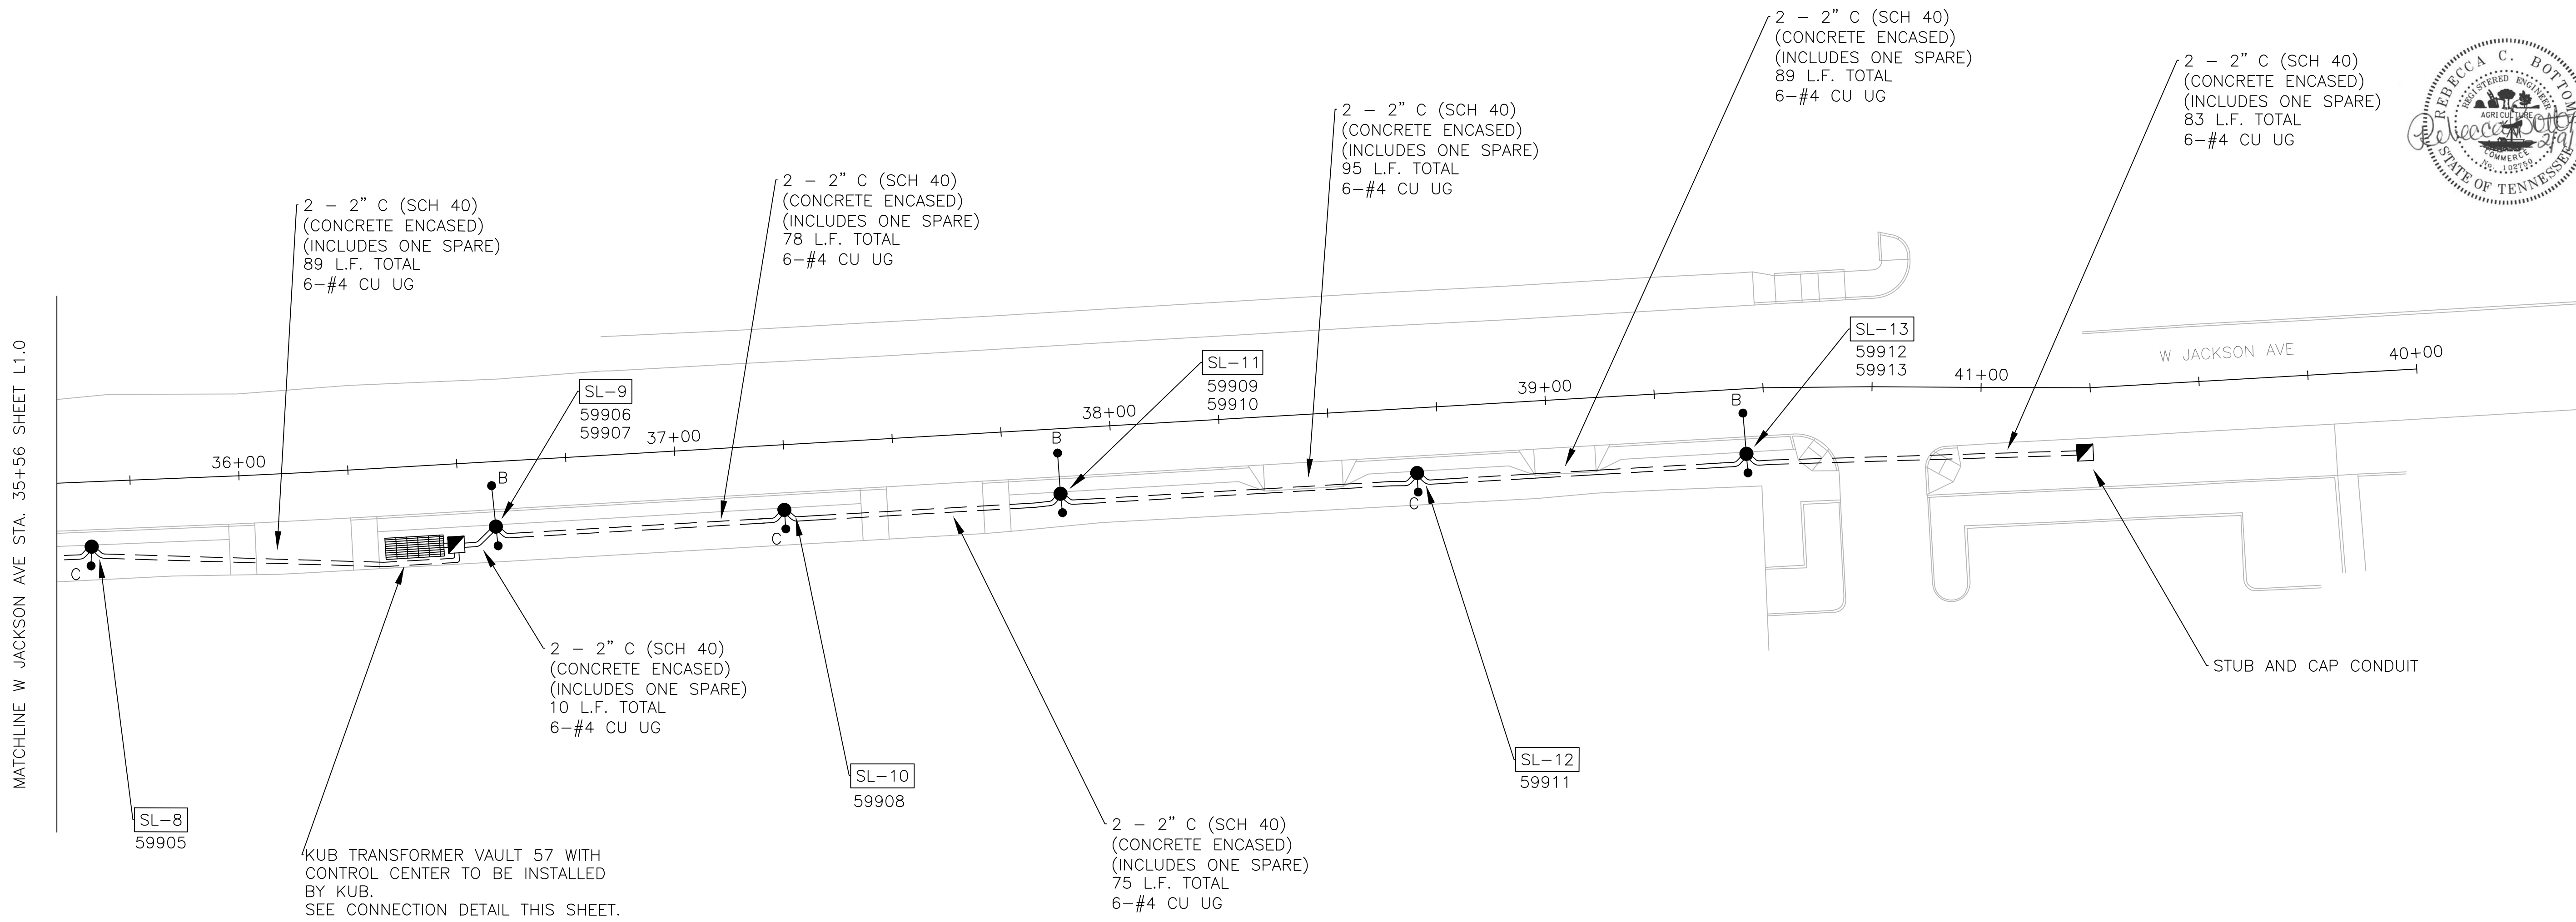 2 – 2" C (SCH 40)
(CONCRETE ENCASED)
(INCLUDES ONE SPARE)
89 L.F. TOTAL
6–#4 CU UG
2 – 2" C (SCH 40)
(CONCRETE ENCASED)
(INCLUDES ONE SPARE)
83 L.F. TOTAL
6–#4 CU UG
REBECCA C. BOTTOM
REGISTERED ENGINEER
AGRICULTURE
COMMERCE
No. 102750
STATE OF TENNESSEE
2 – 2" C (SCH 40)
(CONCRETE ENCASED)
(INCLUDES ONE SPARE)
95 L.F. TOTAL
6–#4 CU UG
2 – 2" C (SCH 40)
(CONCRETE ENCASED)
(INCLUDES ONE SPARE)
78 L.F. TOTAL
6–#4 CU UG
2 – 2" C (SCH 40)
(CONCRETE ENCASED)
(INCLUDES ONE SPARE)
89 L.F. TOTAL
6–#4 CU UG
MATCHLINE W JACKSON AVE STA. 35+56 SHEET L1.0
SL–13
59912
59913
W JACKSON AVE
40+00
41+00
39+00
38+00
37+00
36+00
SL–11
59909
59910
SL–9
59906
59907
B
B
B
C
C
C
STUB AND CAP CONDUIT
2 – 2" C (SCH 40)
(CONCRETE ENCASED)
(INCLUDES ONE SPARE)
10 L.F. TOTAL
6–#4 CU UG
SL–12
59911
SL–10
59908
SL–8
59905
2 – 2" C (SCH 40)
(CONCRETE ENCASED)
(INCLUDES ONE SPARE)
75 L.F. TOTAL
6–#4 CU UG
KUB TRANSFORMER VAULT 57 WITH
CONTROL CENTER TO BE INSTALLED
BY KUB.
SEE CONNECTION DETAIL THIS SHEET.